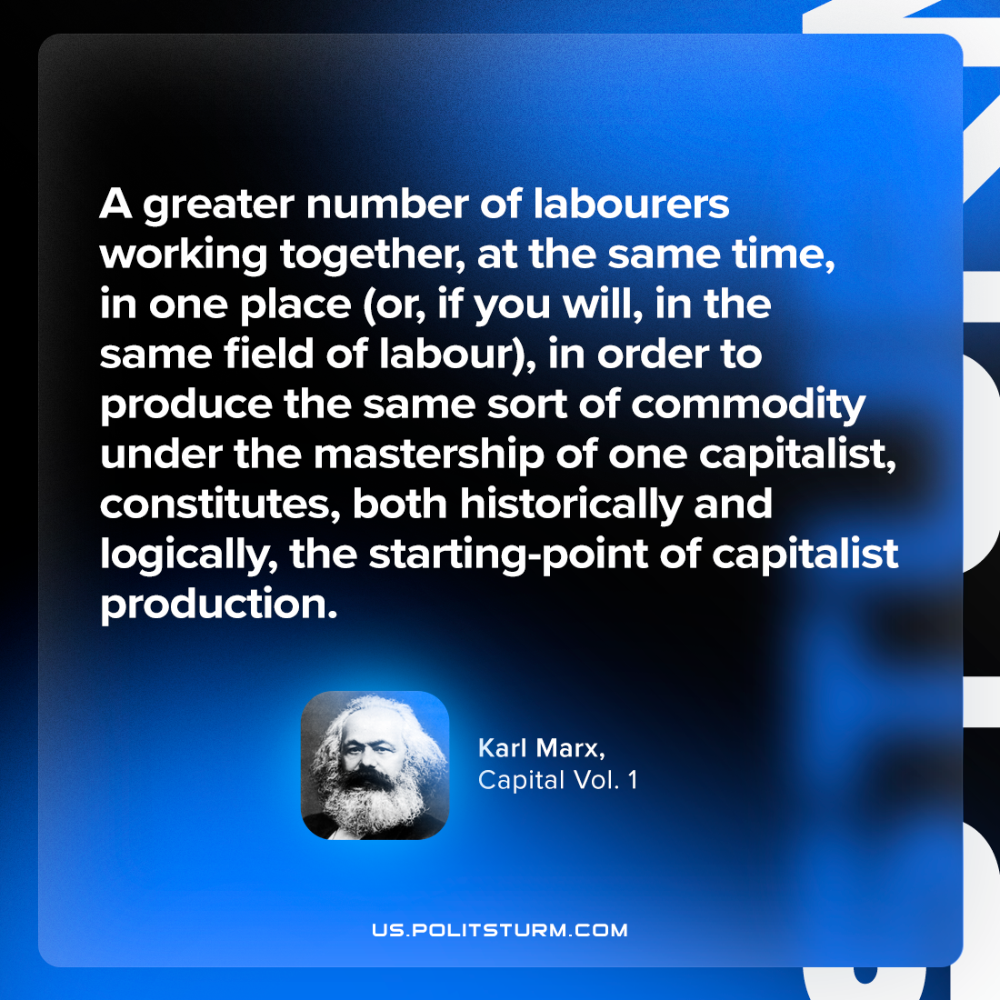 A greater number of labourers
working together, at the same time,
in one place (or, if you will, in the
same field of labour), in order to
produce the same sort of commodity
under the mastership of one capitalist,
constitutes, both historically and
logically, the starting-point of capitalist
production.
Karl Marx,
Capital Vol. 1
US.POLITSTURM.COM